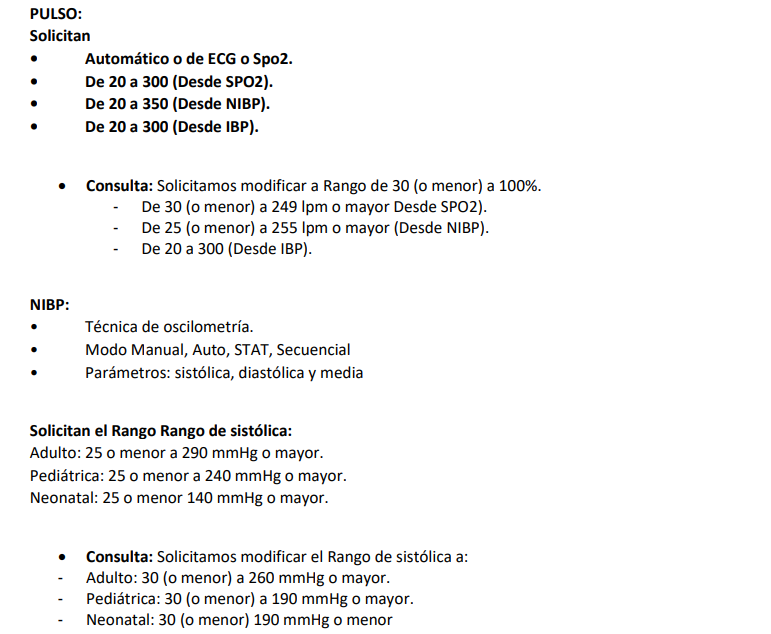 PULSO:
Solicitan
• Automático o de ECG o Spo2.
• De 20 a 300 (Desde SPO2).
• De 20 a 350 (Desde NIBP).
• De 20 a 300 (Desde IBP).
• Consulta: Solicitamos modificar a Rango de 30 (o menor) a 100%.
- De 30 (o menor) a 249 lpm o mayor Desde SPO2).
- De 25 (o menor) a 255 lpm o mayor (Desde NIBP).
- De 20 a 300 (Desde IBP).
NIBP:
• Técnica de oscilometría.
• Modo Manual, Auto, STAT, Secuencial
• Parámetros: sistólica, diastólica y media
Solicitan el Rango Rango de sistólica:
Adulto: 25 o menor a 290 mmHg o mayor.
Pediátrica: 25 o menor a 240 mmHg o mayor.
Neonatal: 25 o menor 140 mmHg o mayor.
• Consulta: Solicitamos modificar el Rango de sistólica a:
- Adulto: 30 (o menor) a 260 mmHg o mayor.
- Pediátrica: 30 (o menor) a 190 mmHg o mayor.
- Neonatal: 30 (o menor) 190 mmHg o menor